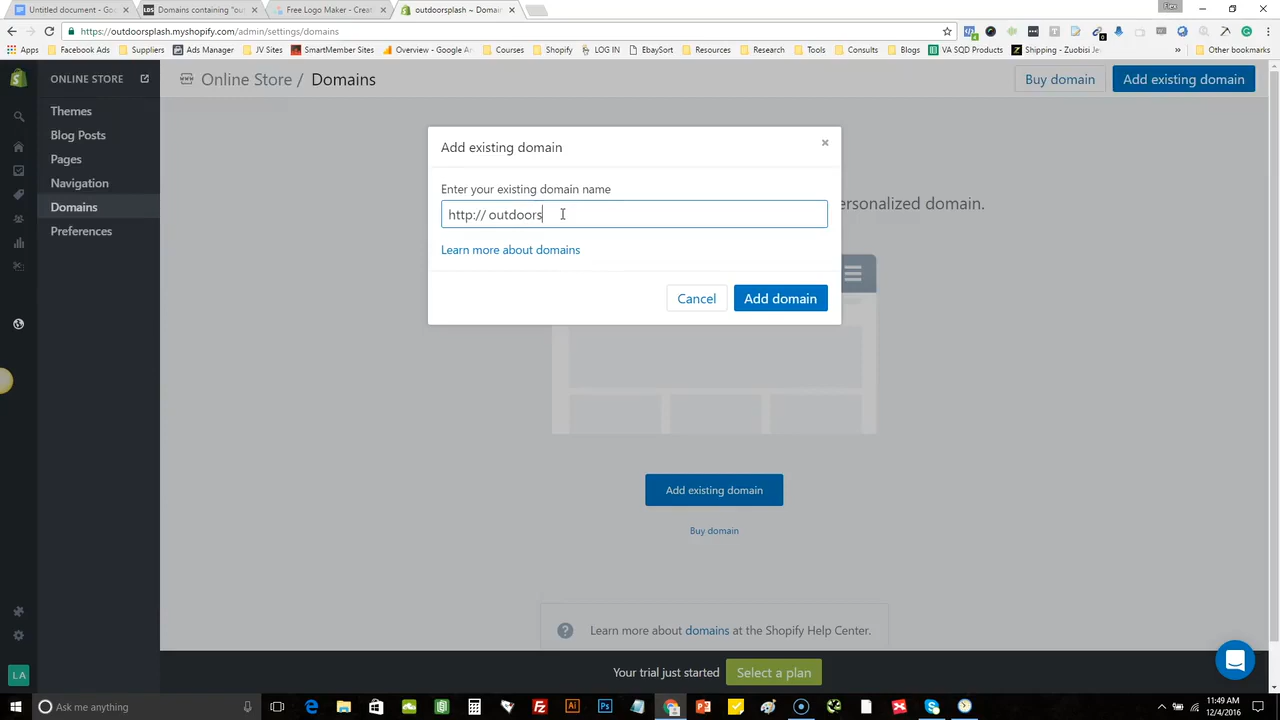 Untitled document - Go
Domains containing "ou
Free Logo Maker - Creat
outdoorsplash ~ Domai
Flex
https://outdoorsplash.myshopify.com/admin/settings/domains
Apps
Facebook Ads
Suppliers
Ads Manager
JV Sites
SmartMember Sites
Overview - Google An
Courses
Shopify
LOG IN
EbaySort
Resources
Research
Tools
Consults
Blogs
VA SQD Products
Shipping - Zuobisi Je
»
Other bookmarks
ONLINE STORE
Online Store / Domains
Buy domain
Add existing domain
Themes
Blog Posts
Pages
Navigation
Domains
Preferences
Add existing domain
×
Enter your existing domain name
http:// outdoors
ersonalized domain.
Learn more about domains
Cancel
Add domain
Add existing domain
Buy domain
? Learn more about domains at the Shopify Help Center.
LA
Your trial just started
Select a plan
Ask me anything
11:49 AM
12/4/2016